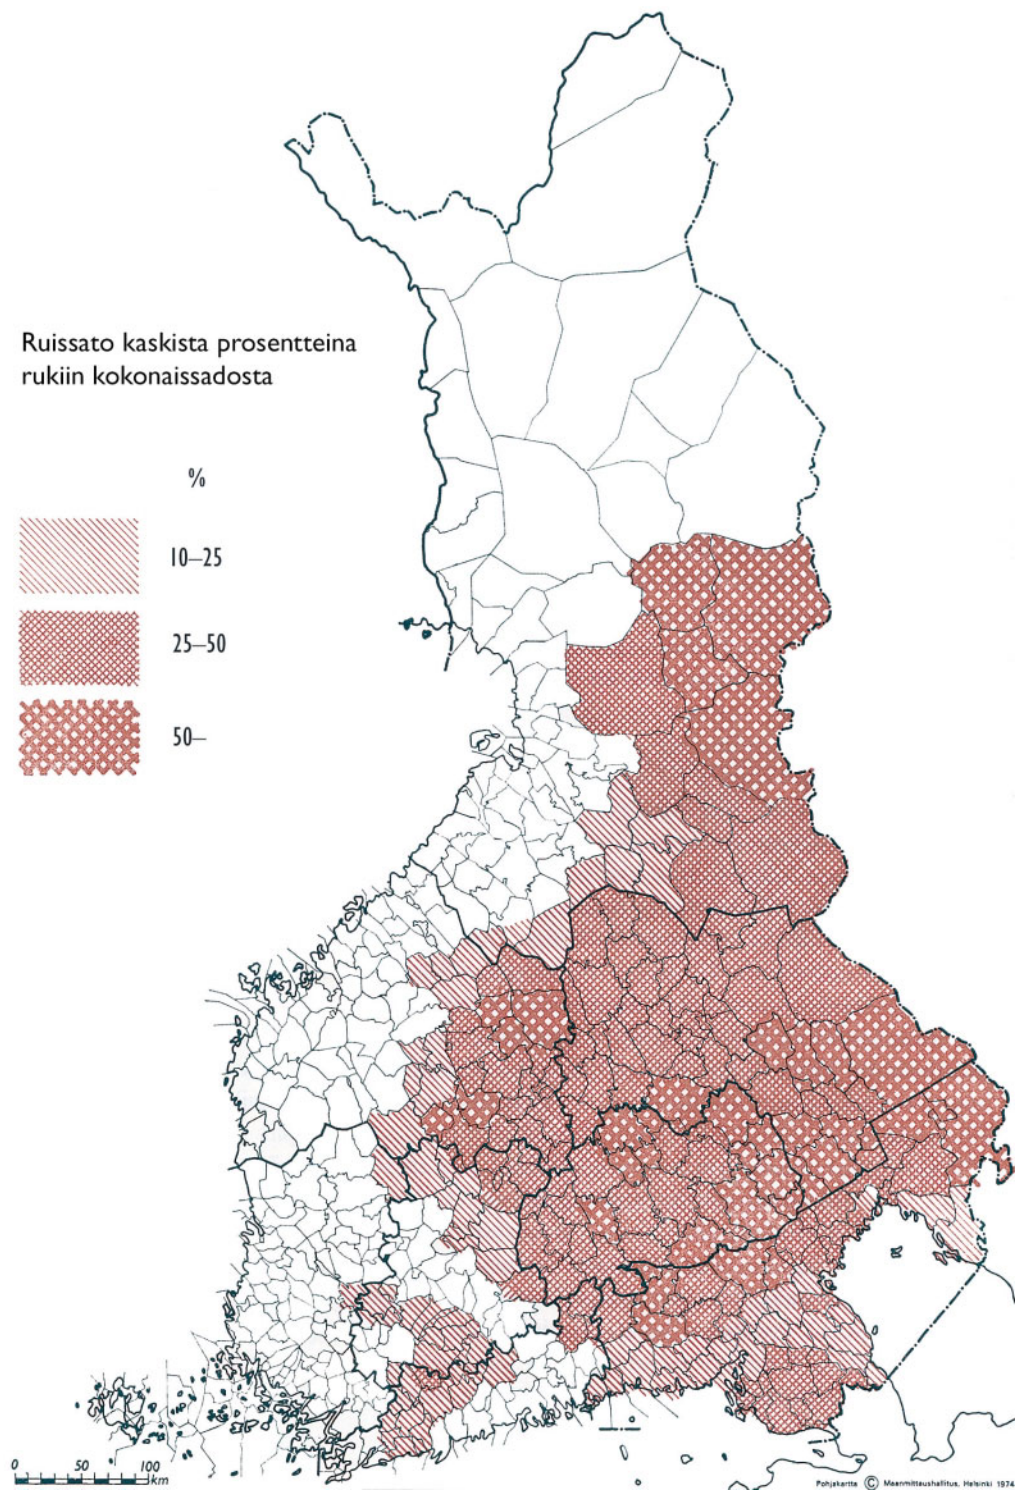 Ruissato kaskista prosentteina
rukiin kokonaissadosta
%
10–25
25–50
50–
0 50 100
km
Pohjakartta © Maanmittaushallitus, Helsinki 1974